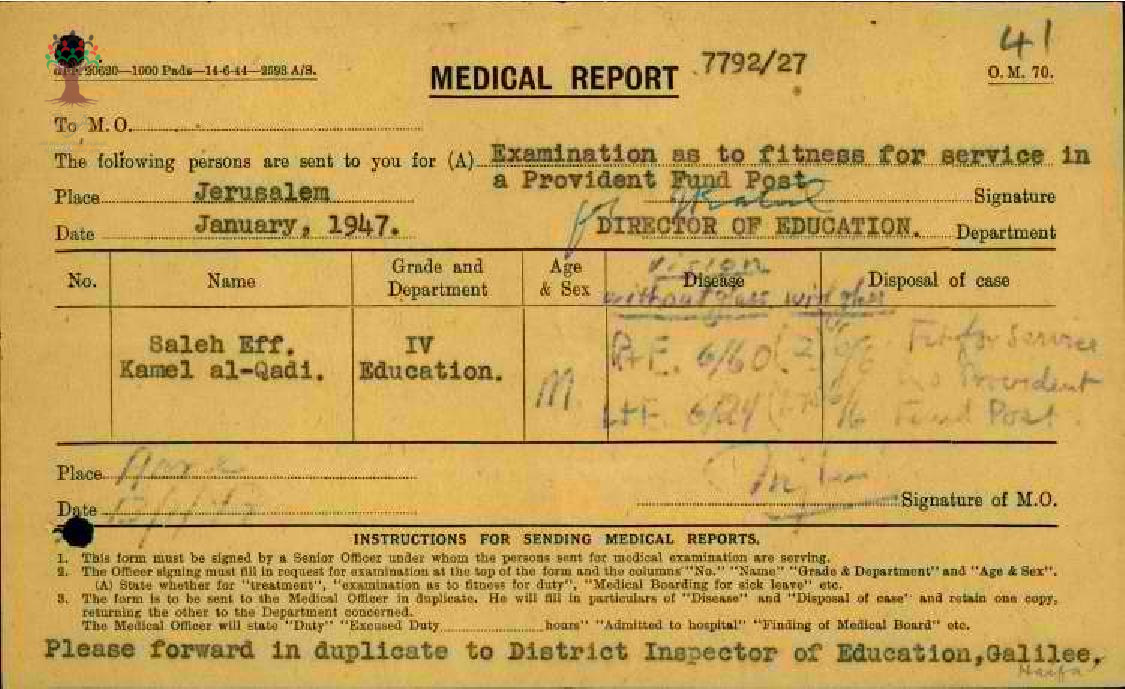 41
G.P.P. 20620—1000 Pads—14-6-44—2598 A/S.
MEDICAL REPORT
7792/27
O. M. 70.
To M.O.
The following persons are sent to you for (A) Examination as to fitness for service in
a Provident Fund Post
Place Jerusalem Signature
Date January, 1947. for DIRECTOR OF EDUCATION. Department
No. Name Grade and Department Age & Sex Disease Disposal of case
Vision
without glass with glass
Saleh Eff. IV Rt E. 6/60 6/6 Fit for service
Kamel al-Qadi. Education. M. Provident
Lt E. 6/24 Fund Post.
Place
Date
Signature of M.O.
INSTRUCTIONS FOR SENDING MEDICAL REPORTS.
1. This form must be signed by a Senior Officer under whom the persons sent for medical examination are serving.
2. The Officer signing must fill in request for examination at the top of the form and the columns "No." "Name" "Grade & Department" and "Age & Sex".
(A) State whether for "treatment", "examination as to fitness for duty", "Medical Boarding for sick leave" etc.
3. The form is to be sent to the Medical Officer in duplicate. He will fill in particulars of "Disease" and "Disposal of case" and retain one copy,
returning the other to the Department concerned.
The Medical Officer will state "Duty" "Excused Duty hours" "Admitted to hospital" "Finding of Medical Board" etc.
Please forward in duplicate to District Inspector of Education,Galilee,
Haifa